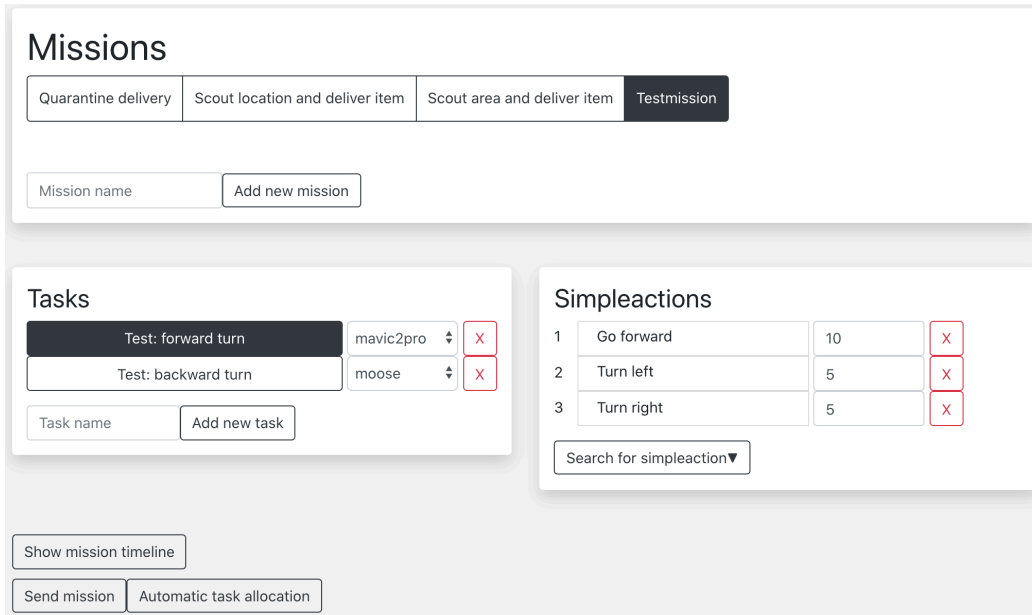 Missions
Quarantine delivery Scout location and deliver item Scout area and deliver item Testmission
Mission name Add new mission
Tasks
Test: forward turn mavic2pro X
Test: backward turn moose X
Task name Add new task
Simpleactions
1 Go forward 10 X
2 Turn left 5 X
3 Turn right 5 X
Search for simpleaction▼
Show mission timeline
Send mission Automatic task allocation